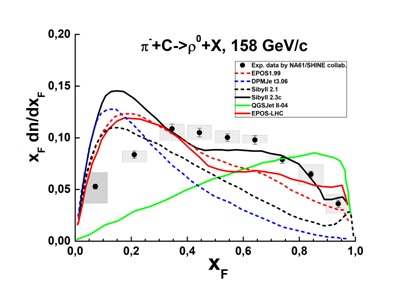 π⁻+C->ρ⁰+X, 158 GeV/c
Exp. data by NA61/SHINE collab.
EPOS1.99
DPMJe t3.06
Sibyll 2.1
Sibyll 2.3c
QGSJet II-04
EPOS-LHC
x_F dn/dx_F
0,20
0,15
0,10
0,05
0,00
0,0 0,2 0,4 0,6 0,8 1,0
x_F